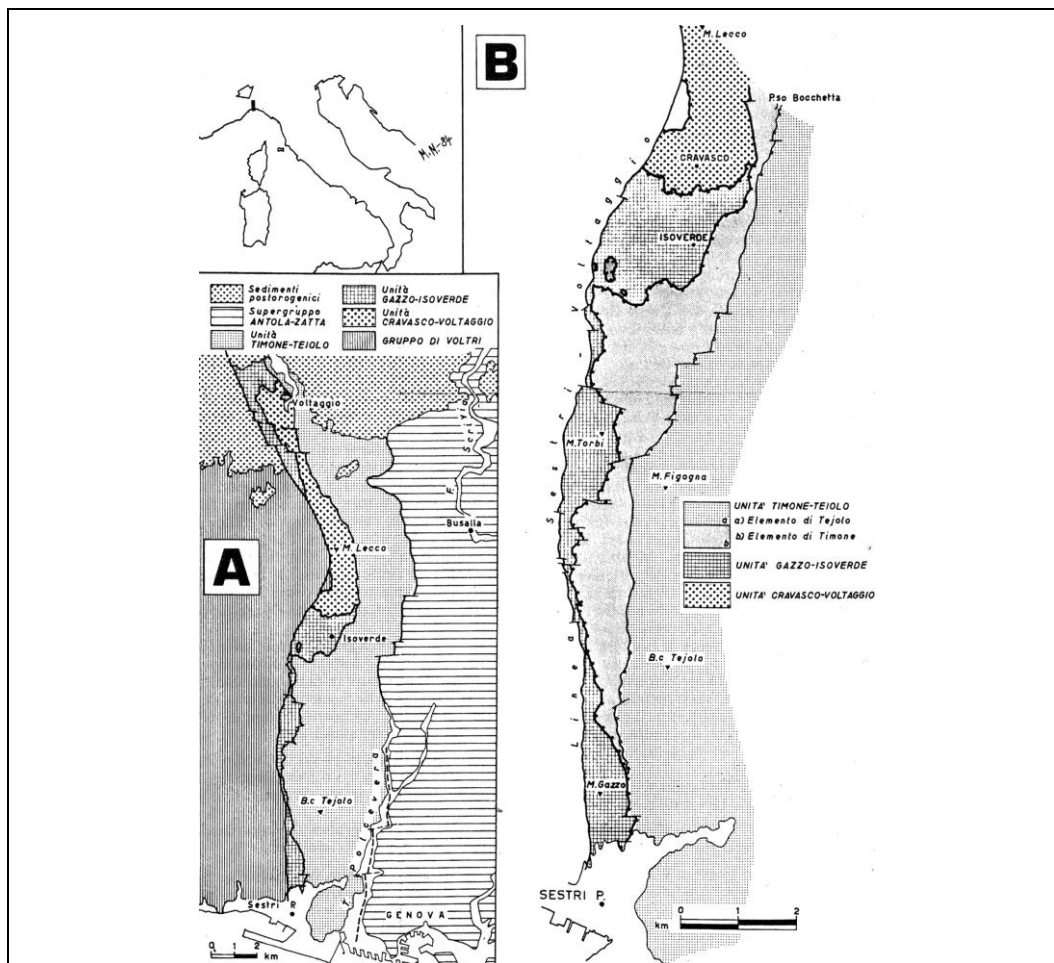 M.N-84
B
M. Lecco
P.so Bocchetta
CRAVASCO
ISOVERDE
Linea Sestri - Voltaggio
M.Torbi
M. Figogna
UNITA' TIMONE-TEIOLO
a a) Elemento di Tejolo
b b) Elemento di Timone
UNITA' GAZZO-ISOVERDE
UNITA' CRAVASCO-VOLTAGGIO
B.c Tejolo
M.Gazzo
SESTRI P.
0 1 2
km
Sedimenti
postorogenici
Supergruppo
ANTOLA-ZATTA
Unità
TIMONE-TEIOLO
Unità
GAZZO-ISOVERDE
Unità
CRAVASCO-VOLTAGGIO
GRUPPO DI VOLTRI
Voltaggio
F. Scrivia
Busalla
A
M. Lecco
Isoverde
B.c Tejolo
T. Polcevera
Sestri P.
GENOVA
0 1 2
km